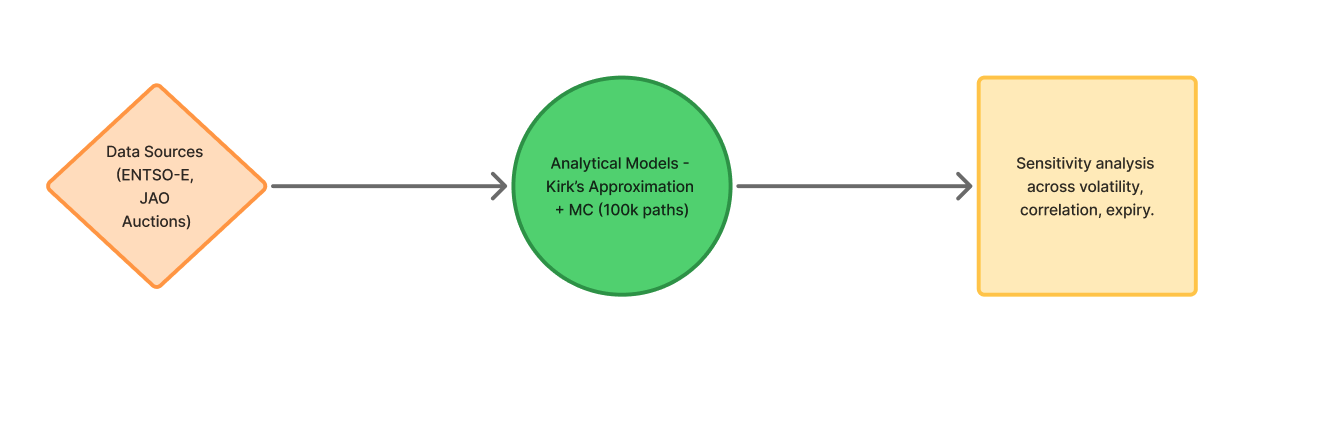 Data Sources
(ENTSO-E,
JAO
Auctions)
Analytical Models -
Kirk’s Approximation
+ MC (100k paths)
Sensitivity analysis
across volatility,
correlation, expiry.